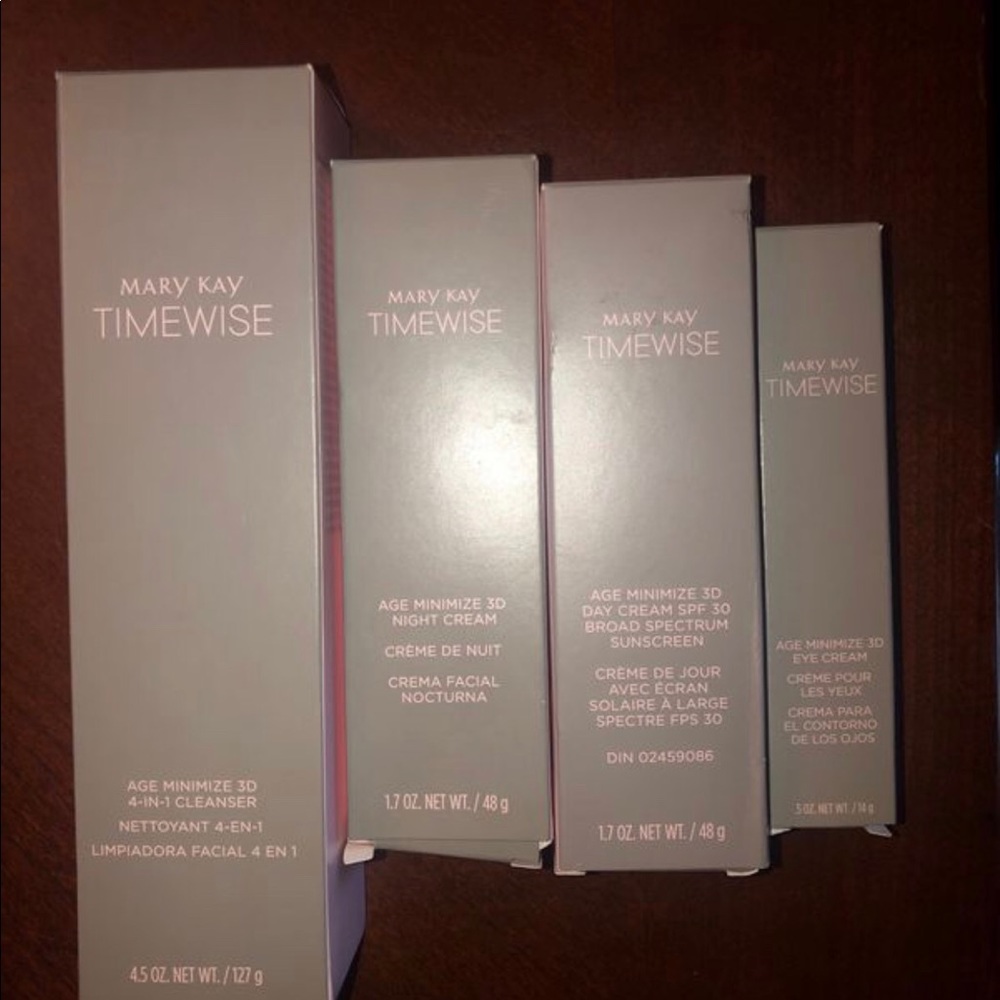 MARY KAY
TIMEWISE
AGE MINIMIZE 3D
4-IN-1 CLEANSER
NETTOYANT 4-EN-1
LIMPIADORA FACIAL 4 EN 1
4.5 OZ. NET WT. / 127 g
MARY KAY
TIMEWISE
AGE MINIMIZE 3D
NIGHT CREAM
CRÈME DE NUIT
CREMA FACIAL
NOCTURNA
1.7 OZ. NET WT. / 48 g
MARY KAY
TIMEWISE
AGE MINIMIZE 3D
DAY CREAM SPF 30
BROAD SPECTRUM
SUNSCREEN
CRÈME DE JOUR
AVEC ÉCRAN
SOLAIRE À LARGE
SPECTRE FPS 30
DIN 02459086
1.7 OZ. NET WT. / 48 g
MARY KAY
TIMEWISE
AGE MINIMIZE 3D
EYE CREAM
CRÈME POUR
LES YEUX
CREMA PARA
EL CONTORNO
DE LOS OJOS
.5 OZ. NET WT. / 14 g